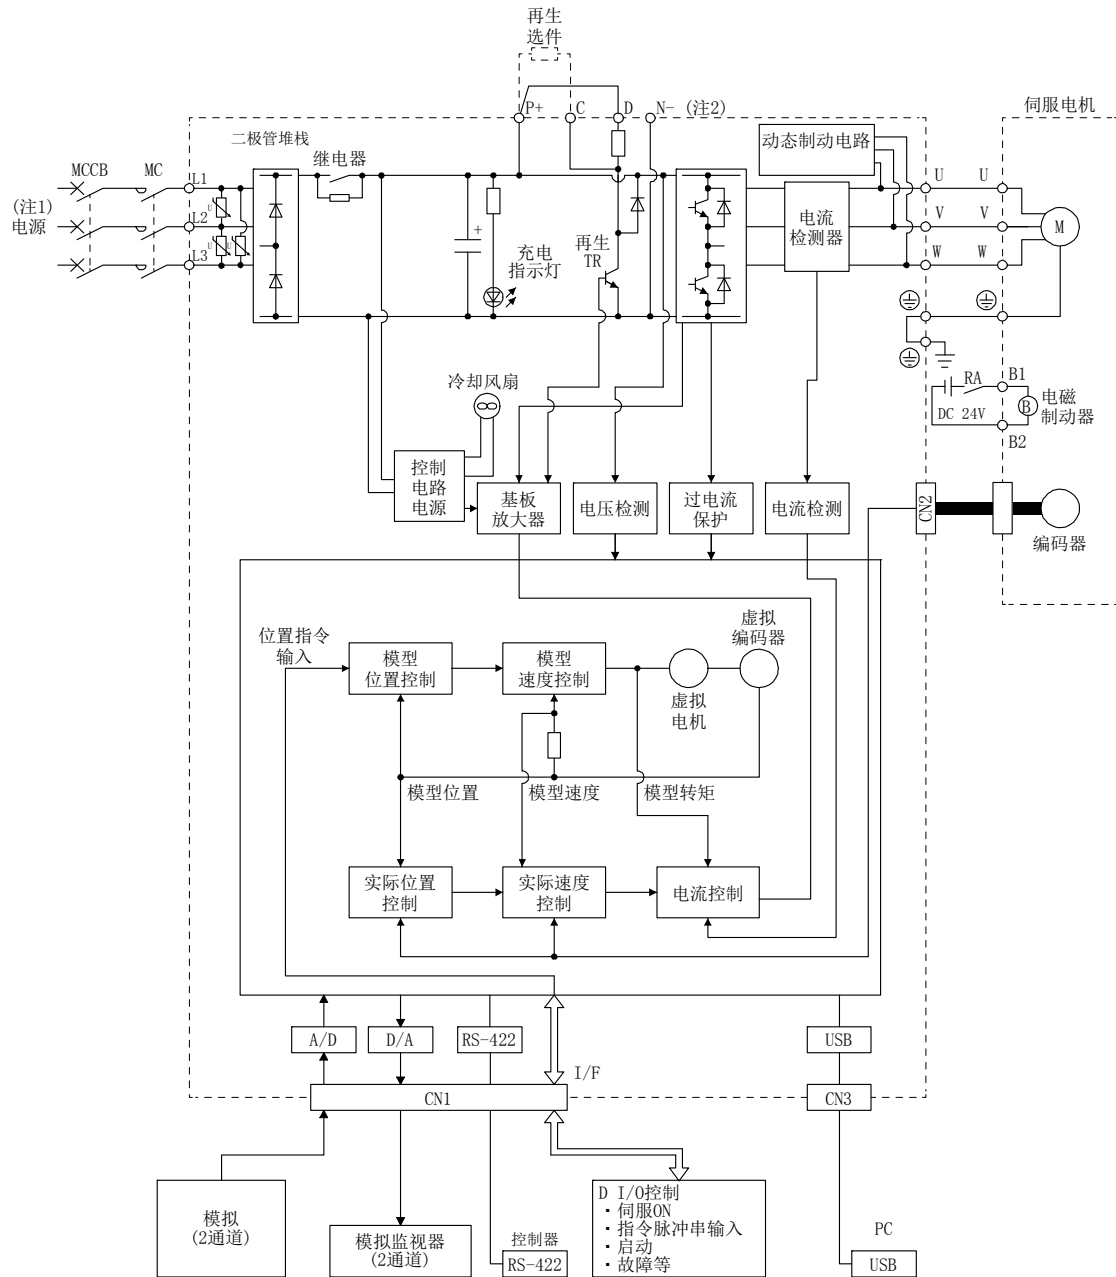 再生
选件
P+
C
D
N- (注2)
伺服电机
二极管堆栈
动态制动电路
MCCB
MC
继电器
L1
U
U
(注1)
电源
U
L2
电流
检测器
V
V
M
+
再生
TR
充电
指示灯
U
U
L3
W
W
冷却风扇
RA
B1
电磁
制动器
B
DC 24V
B2
控制
电路
电源
基板
放大器
电压检测
过电流
保护
电流检测
CN2
编码器
位置指令
输入
模型
位置控制
模型
速度控制
虚拟
编码器
虚拟
电机
模型位置
模型速度
模型转矩
实际位置
控制
实际速度
控制
电流控制
A/D
D/A
RS-422
USB
I/F
CN1
CN3
模拟
(2通道)
模拟监视器
(2通道)
控制器
RS-422
D I/O控制
・伺服ON
・指令脉冲串输入
・启动
・故障等
PC
USB